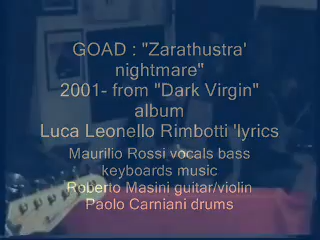 GOAD : "Zarathustra'
nightmare"
2001- from "Dark Virgin"
album
Luca Leonello Rimbotti 'lyrics
Maurilio Rossi vocals bass
keyboards music
Roberto Masini guitar/violin
Paolo Carniani drums